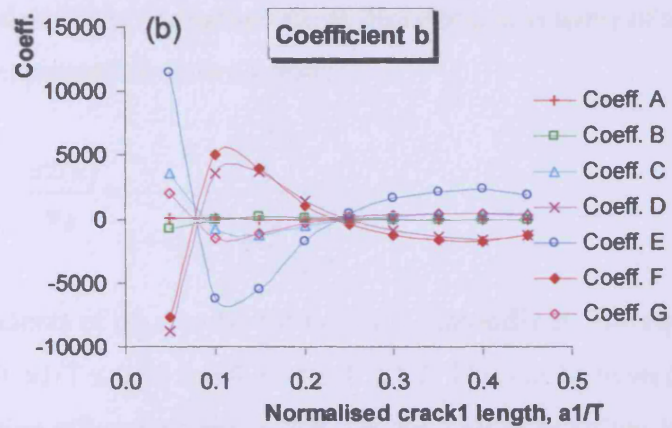 (b)
Coefficient b
Coeff.
15000
10000
5000
0
-5000
-10000
0.0 0.1 0.2 0.3 0.4 0.5
Normalised crack1 length, a1/T
Coeff. A
Coeff. B
Coeff. C
Coeff. D
Coeff. E
Coeff. F
Coeff. G